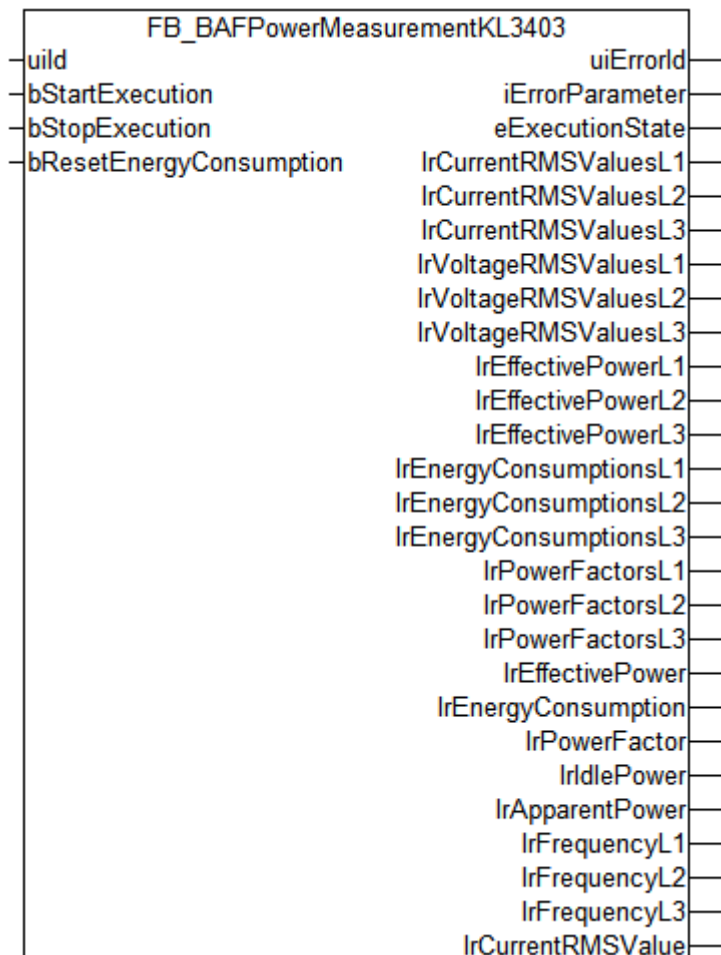 FB_BAFPowerMeasurementKL3403
uiId uiErrorId
bStartExecution iErrorParameter
bStopExecution eExecutionState
bResetEnergyConsumption lrCurrentRMSValuesL1
lrCurrentRMSValuesL2
lrCurrentRMSValuesL3
lrVoltageRMSValuesL1
lrVoltageRMSValuesL2
lrVoltageRMSValuesL3
lrEffectivePowerL1
lrEffectivePowerL2
lrEffectivePowerL3
lrEnergyConsumptionsL1
lrEnergyConsumptionsL2
lrEnergyConsumptionsL3
lrPowerFactorsL1
lrPowerFactorsL2
lrPowerFactorsL3
lrEffectivePower
lrEnergyConsumption
lrPowerFactor
lrIdlePower
lrApparentPower
lrFrequencyL1
lrFrequencyL2
lrFrequencyL3
lrCurrentRMSValue